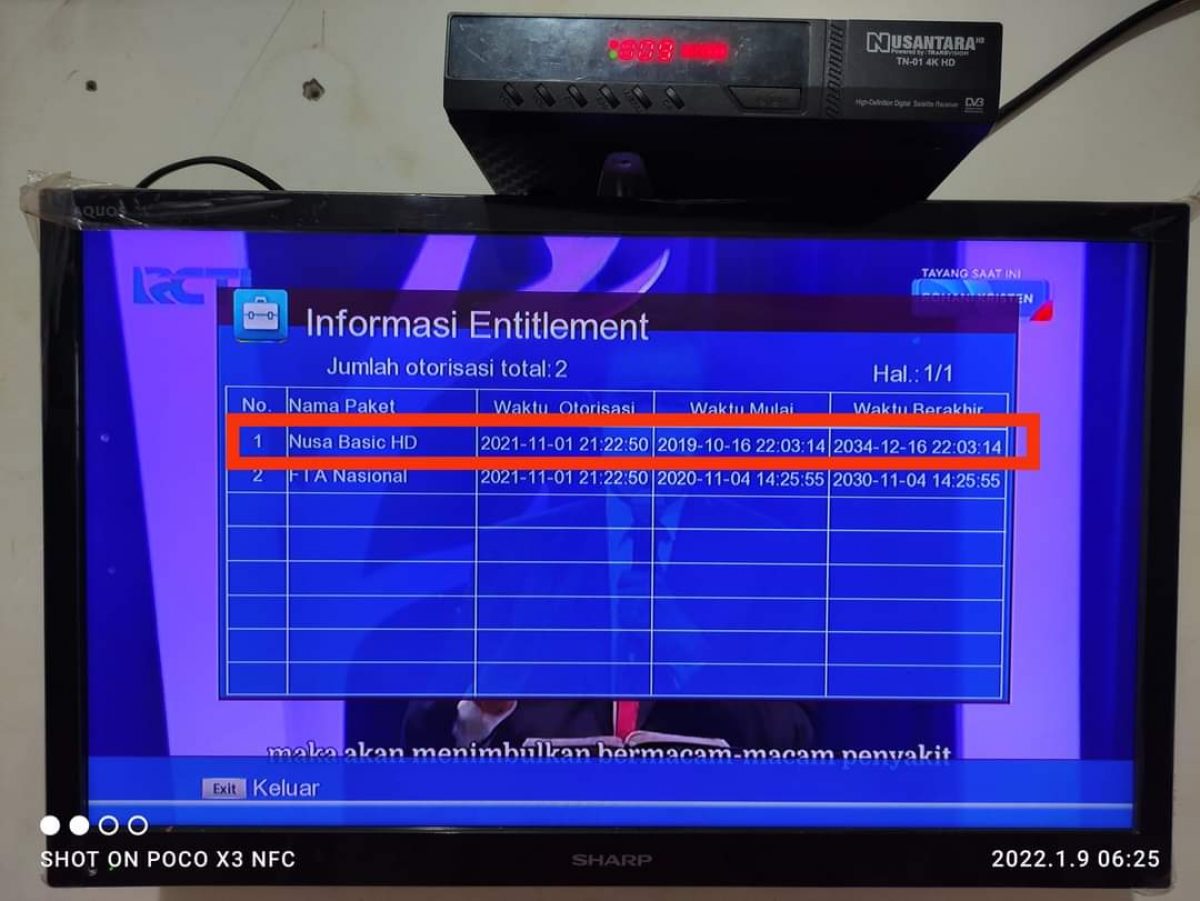 NUSANTARA HD
Powered by TRANSVISION
TN-01 4K HD
High-Definition Digital Satellite Receiver DVB
AQUOS
RCTI
TAYANG SAAT INI
Informasi Entitlement
Jumlah otorisasi total: 2
Hal.: 1/1
No. Nama Paket Waktu Otorisasi Waktu Mulai Waktu Berakhir
1 Nusa Basic HD 2021-11-01 21:22:50 2019-10-16 22:03:14 2034-12-16 22:03:14
2 FTA Nasional 2021-11-01 21:22:50 2020-11-04 14:25:55 2030-11-04 14:25:55
maka akan menimbulkan bermacam-macam penyakit
Exit Keluar
SHARP
SHOT ON POCO X3 NFC
2022.1.9 06:25